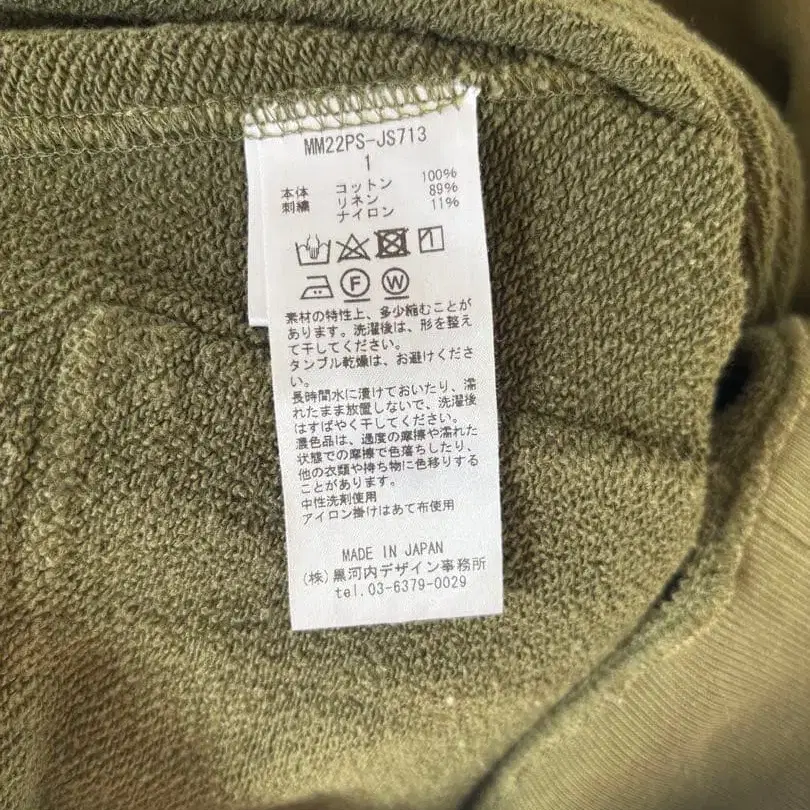 MM22PS-JS713
1
本体 コットン 100%
刺繍 リネン 89%
ナイロン 11%
F W
素材の特性上、多少縮むことが
あります。洗濯後は、形を整え
て干してください。
タンブル乾燥は、お避けくださ
い。
長時間水に漬けておいたり、濡
れたまま放置しないで、洗濯後
はすばやく干してください。
濃色品は、過度の摩擦や濡れた
状態での摩擦で色落ちしたり、
他の衣類や持ち物に色移りする
ことがあります。
中性洗剤使用
アイロン掛けはあて布使用
MADE IN JAPAN
(株)黒河内デザイン事務所
tel.03-6379-0029